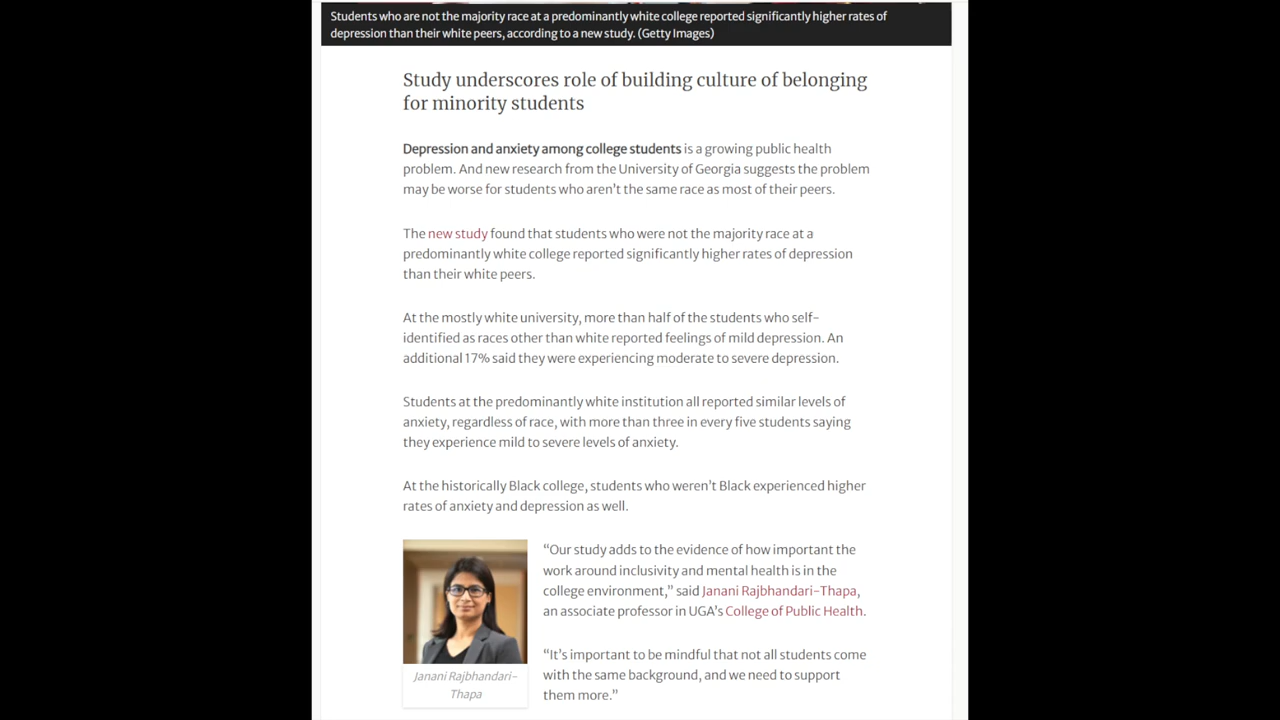 Students who are not the majority race at a predominantly white college reported significantly higher rates of
depression than their white peers, according to a new study. (Getty Images)
Study underscores role of building culture of belonging
for minority students
Depression and anxiety among college students is a growing public health
problem. And new research from the University of Georgia suggests the problem
may be worse for students who aren’t the same race as most of their peers.
The new study found that students who were not the majority race at a
predominantly white college reported significantly higher rates of depression
than their white peers.
At the mostly white university, more than half of the students who self-
identified as races other than white reported feelings of mild depression. An
additional 17% said they were experiencing moderate to severe depression.
Students at the predominantly white institution all reported similar levels of
anxiety, regardless of race, with more than three in every five students saying
they experience mild to severe levels of anxiety.
At the historically Black college, students who weren’t Black experienced higher
rates of anxiety and depression as well.
“Our study adds to the evidence of how important the
work around inclusivity and mental health is in the
college environment,” said Janani Rajbhandari-Thapa,
an associate professor in UGA’s College of Public Health.
“It’s important to be mindful that not all students come
with the same background, and we need to support
them more.”
Janani Rajbhandari-
Thapa